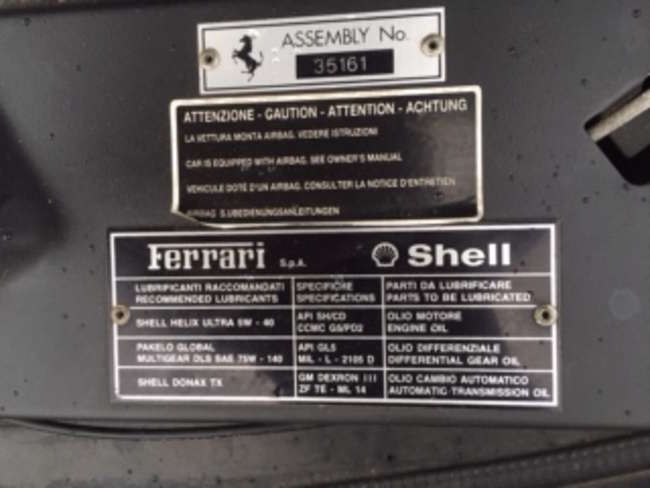 ASSEMBLY No.
35161
ATTENZIONE - CAUTION - ATTENTION - ACHTUNG
LA VETTURA MONTA AIRBAG. VEDERE ISTRUZIONI
CAR IS EQUIPPED WITH AIRBAG. SEE OWNER'S MANUAL
VEHICULE DOTÉ D'UN AIRBAG. CONSULTER LA NOTICE D'ENTRETIEN
AIRBAG S.UBEDIENUNGSANLEITUNGEN
Ferrari S.p.A. Shell
LUBRIFICANTI RACCOMANDATI SPECIFICHE PARTI DA LUBRIFICARE
RECOMMENDED LUBRICANTS SPECIFICATIONS PARTS TO BE LUBRICATED
SHELL HELIX ULTRA 5W - 40 API SH/CD OLIO MOTORE
CCMC G5/PD2 ENGINE OIL
PAKELO GLOBAL API GL5 OLIO DIFFERENZIALE
MULTIGEAR DLS SAE 75W - 140 MIL - L - 2105 D DIFFERENTIAL GEAR OIL
SHELL DONAX TX GM DEXRON III OLIO CAMBIO AUTOMATICO
ZF TE - ML 14 AUTOMATIC TRANSMISSION OIL